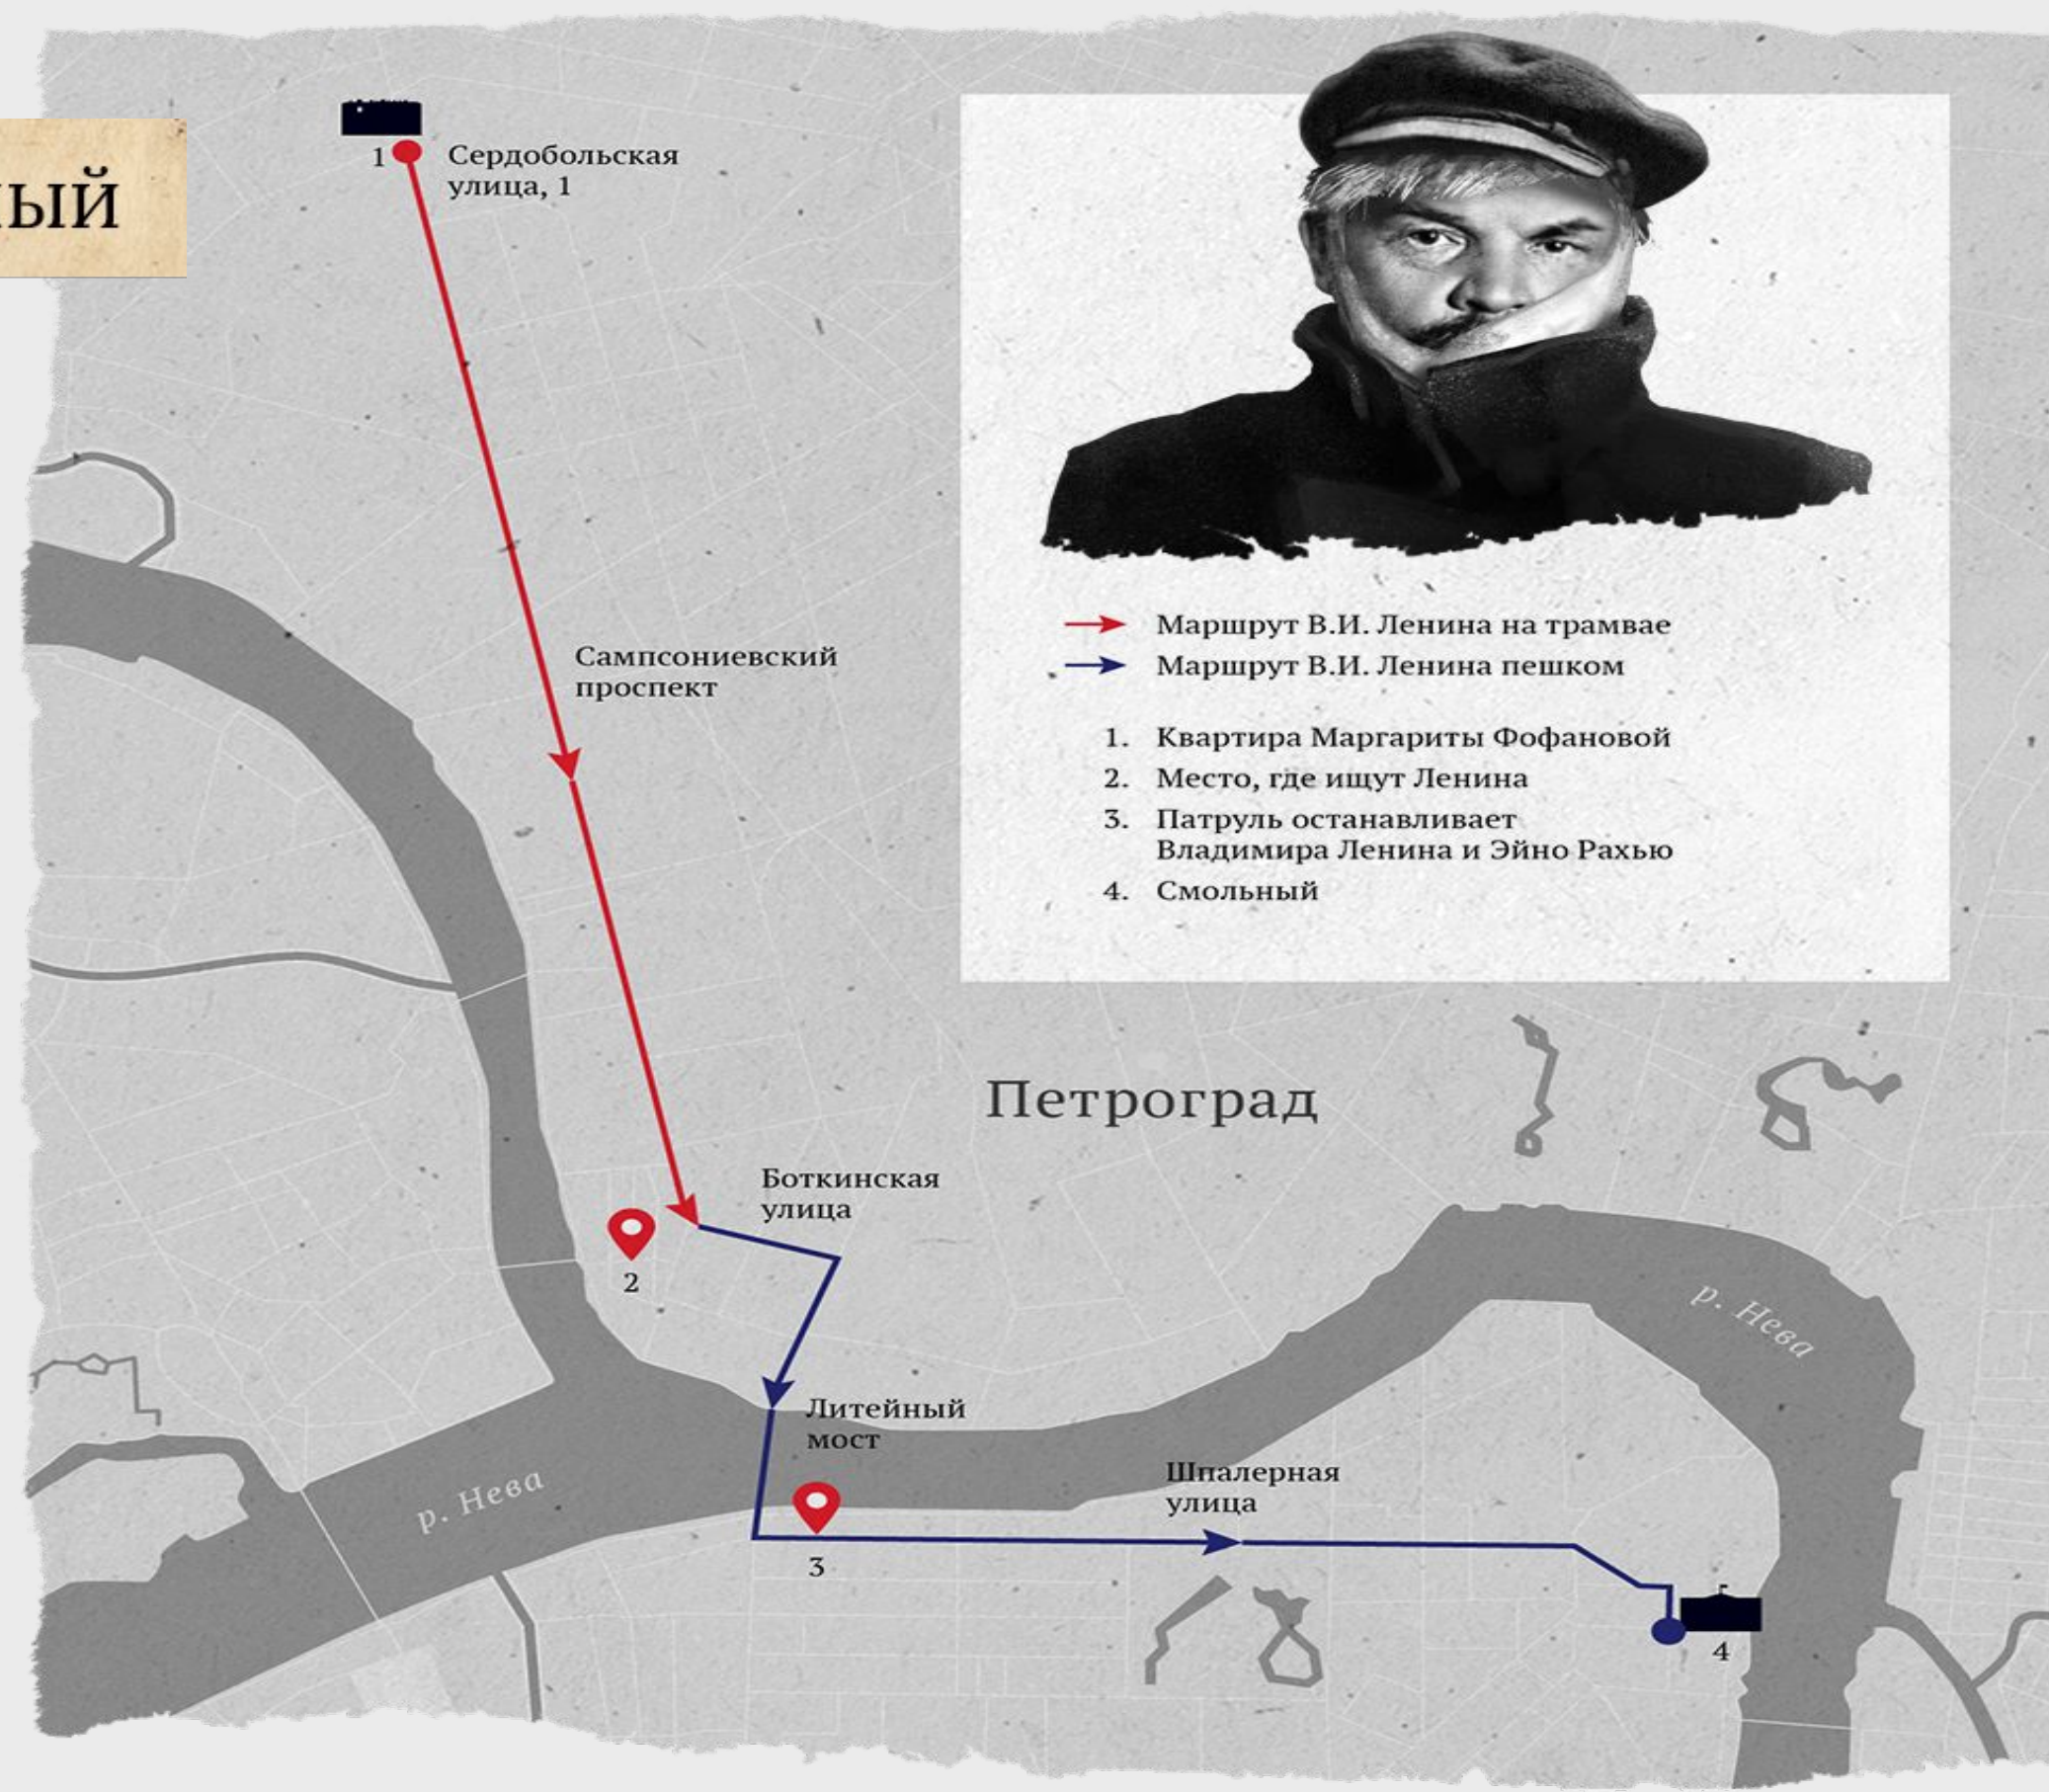 ый
1
Сердобольская
улица, 1
Сампсониевский
проспект
Маршрут В.И. Ленина на трамвае
Маршрут В.И. Ленина пешком
1. Квартира Маргариты Фофановой
2. Место, где ищут Ленина
3. Патруль останавливает
Владимира Ленина и Эйно Рахью
4. Смольный
Петроград
Боткинская
улица
2
р. Нева
Литейный
мост
р. Нева
Шпалерная
улица
3
4